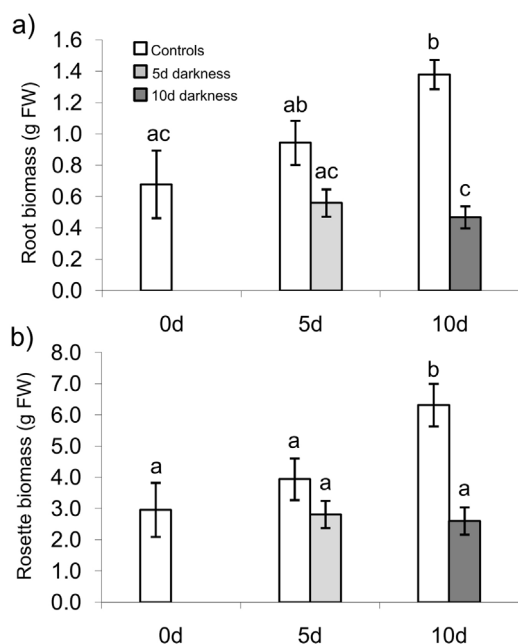 a)
Root biomass (g FW)
1.6
1.4
1.2
1.0
0.8
0.6
0.4
0.2
0.0
Controls
5d darkness
10d darkness
ac
ab
ac
b
c
0d
5d
10d
b)
Rosette biomass (g FW)
8.0
7.0
6.0
5.0
4.0
3.0
2.0
1.0
0.0
a
a
a
b
a
0d
5d
10d